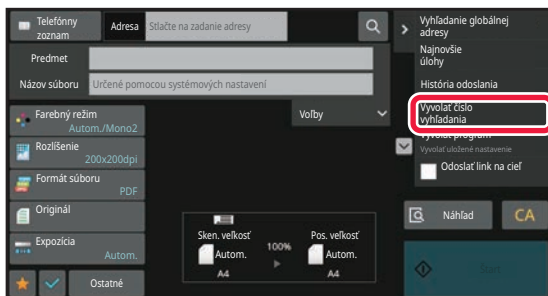 Telefónny
zoznam
Adresa
Stlačte na zadanie adresy
Predmet
Názov súboru
Určené pomocou systémových nastavení
Farebný režim
Autom./Mono2
Rozlíšenie
200x200dpi
Formát súboru
PDF
Originál
Expozícia
Autom.
Ostatné
Voľby
Sken. veľkosť
Autom.
A4
100%
Pos. veľkosť
Autom.
A4
Vyhľadanie globálnej
adresy
Najnovšie
úlohy
História odoslania
Vyvolať číslo
vyhľadania
Vyvolať program
Vyvolať uložené nastavenie
Odoslať link na cieľ
Náhľad
CA
Štart